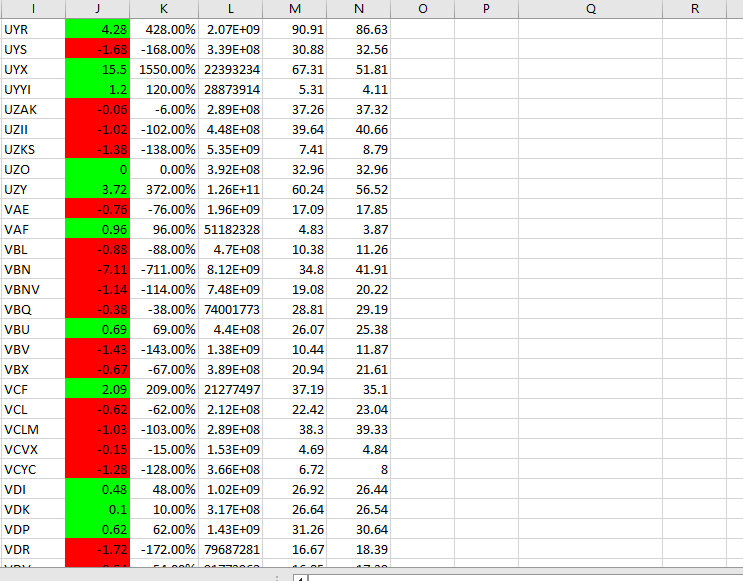 I J K L M N O P Q R
UYR 4.28 428.00% 2.07E+09 90.91 86.63
UYS -1.68 -168.00% 3.39E+08 30.88 32.56
UYX 15.5 1550.00% 22393234 67.31 51.81
UYYI 1.2 120.00% 28873914 5.31 4.11
UZAK -0.06 -6.00% 2.89E+08 37.26 37.32
UZII -1.02 -102.00% 4.48E+08 39.64 40.66
UZKS -1.38 -138.00% 5.35E+09 7.41 8.79
UZO 0 0.00% 3.92E+08 32.96 32.96
UZY 3.72 372.00% 1.26E+11 60.24 56.52
VAE -0.76 -76.00% 1.96E+09 17.09 17.85
VAF 0.96 96.00% 51182328 4.83 3.87
VBL -0.88 -88.00% 4.7E+08 10.38 11.26
VBN -7.11 -711.00% 8.12E+09 34.8 41.91
VBNV -1.14 -114.00% 7.48E+09 19.08 20.22
VBQ -0.38 -38.00% 74001773 28.81 29.19
VBU 0.69 69.00% 4.4E+08 26.07 25.38
VBV -1.43 -143.00% 1.38E+09 10.44 11.87
VBX -0.67 -67.00% 3.89E+08 20.94 21.61
VCF 2.09 209.00% 21277497 37.19 35.1
VCL -0.62 -62.00% 2.12E+08 22.42 23.04
VCLM -1.03 -103.00% 2.89E+08 38.3 39.33
VCVX -0.15 -15.00% 1.53E+09 4.69 4.84
VCYC -1.28 -128.00% 3.66E+08 6.72 8
VDI 0.48 48.00% 1.02E+09 26.92 26.44
VDK 0.1 10.00% 3.17E+08 26.64 26.54
VDP 0.62 62.00% 1.43E+09 31.26 30.64
VDR -1.72 -172.00% 79687281 16.67 18.39